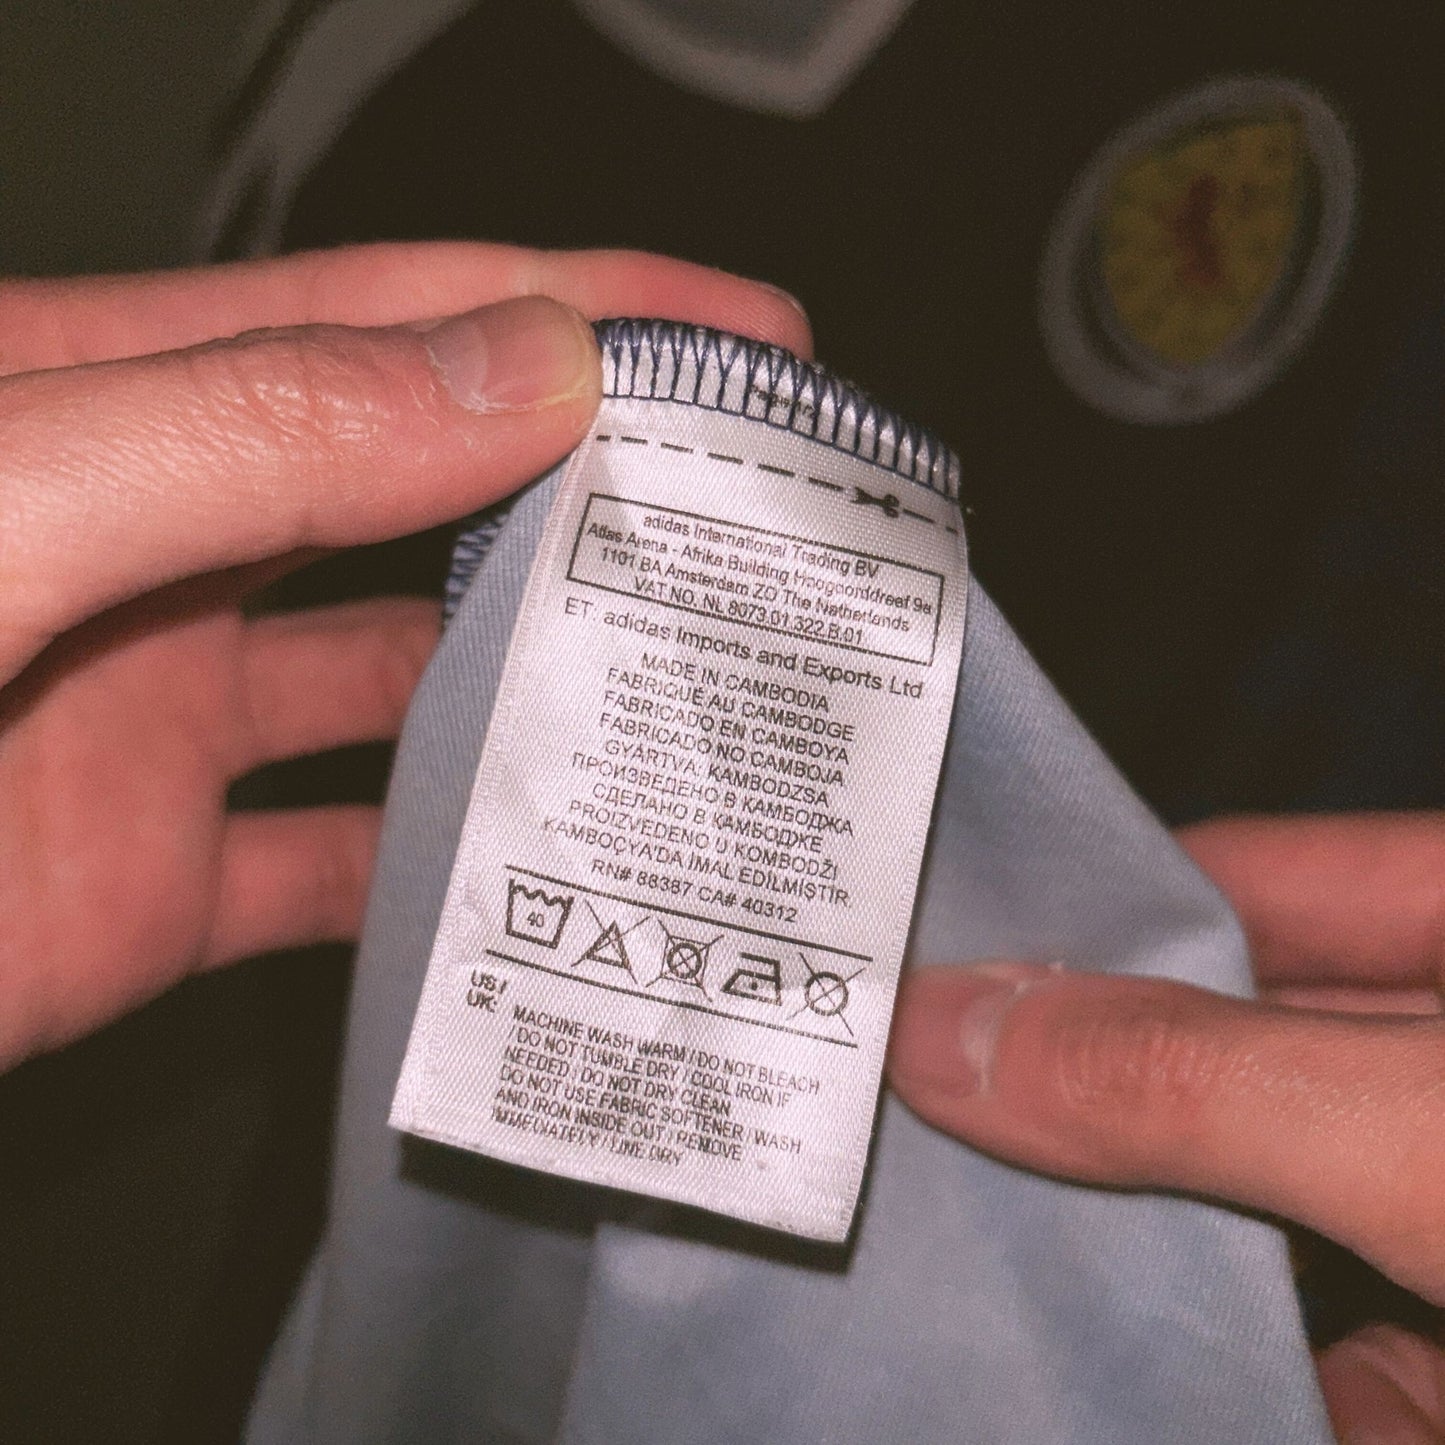 adidas International Trading BV
Atlas Arena - Afrika Building Hoogoorddreef 9a
1101 BA Amsterdam ZO The Netherlands
VAT NO. NL 8073.01.322.B.01
ET: adidas Imports and Exports Ltd
MADE IN CAMBODIA
FABRIQUÉ AU CAMBODGE
FABRICADO EN CAMBOYA
FABRICADO NO CAMBOJA
GYÁRTVA: KAMBODZSA
ПРОИЗВЕДЕНО В КАМБОДЖА
СДЕЛАНО В КАМБОДЖЕ
PROIZVEDENO U KOMBODŽI
KAMBOÇYA'DA İMAL EDİLMİŞTİR.
RN# 88387 CA# 40312
40
US /
UK:
MACHINE WASH WARM / DO NOT BLEACH
/ DO NOT TUMBLE DRY / COOL IRON IF
NEEDED / DO NOT DRY CLEAN
DO NOT USE FABRIC SOFTENER / WASH
AND IRON INSIDE OUT / REMOVE
IMMEDIATELY / LINE DRY